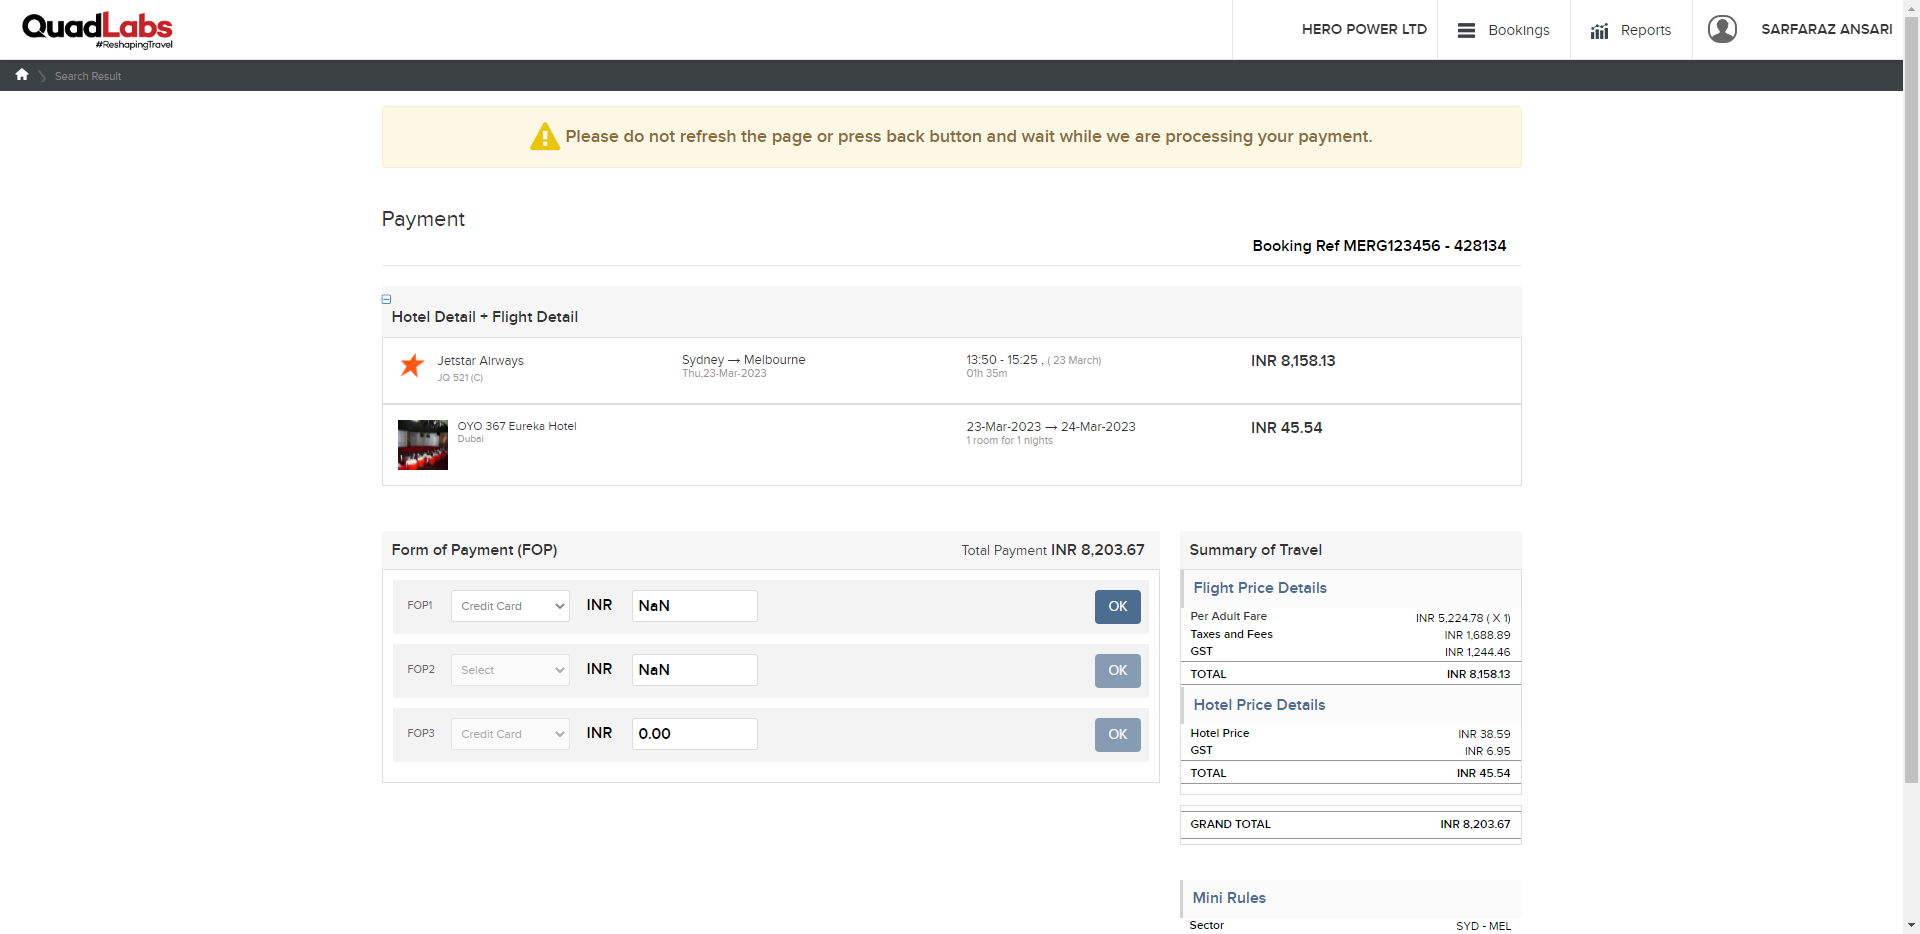 QuadLabs
#ReshapingTravel
HERO POWER LTD
Bookings
Reports
SARFARAZ ANSARI
Search Result
Please do not refresh the page or press back button and wait while we are processing your payment.
Payment
Booking Ref MERG123456 - 428134
Hotel Detail + Flight Detail
Jetstar Airways
JQ 521 (C)
Sydney → Melbourne
Thu,23-Mar-2023
13:50 - 15:25 , ( 23 March)
01h 35m
INR 8,158.13
OYO 367 Eureka Hotel
Dubai
23-Mar-2023 → 24-Mar-2023
1 room for 1 nights
INR 45.54
Form of Payment (FOP)
Total Payment INR 8,203.67
FOP1 Credit Card INR NaN OK
FOP2 Select INR NaN OK
FOP3 Credit Card INR 0.00 OK
Summary of Travel
Flight Price Details
Per Adult Fare INR 5,224.78 ( X 1)
Taxes and Fees INR 1,688.89
GST INR 1,244.46
TOTAL INR 8,158.13
Hotel Price Details
Hotel Price INR 38.59
GST INR 6.95
TOTAL INR 45.54
GRAND TOTAL INR 8,203.67
Mini Rules
Sector SYD - MEL